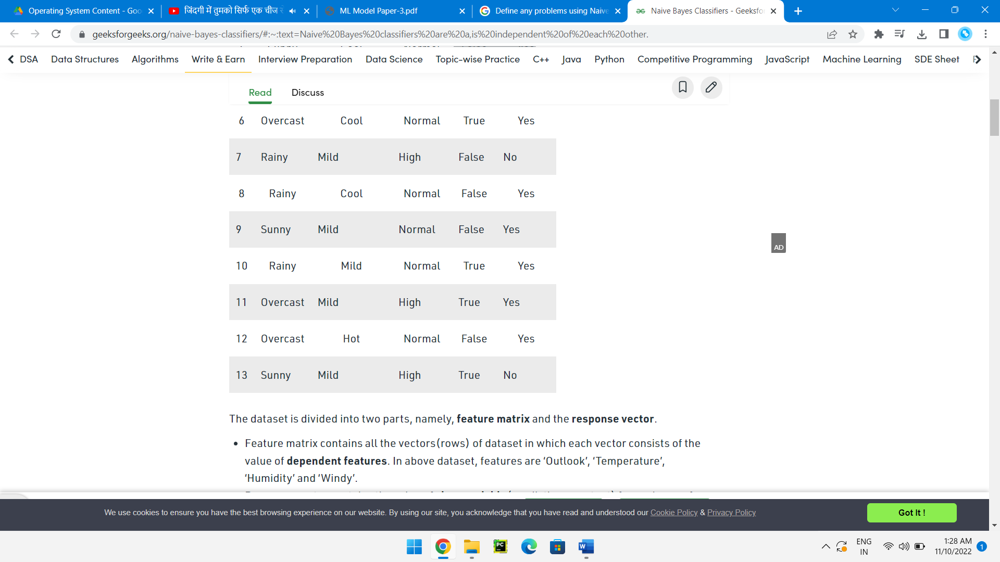 Operating System Content - Goo
जिंदगी में तुमको सिर्फ एक चीज
ML Model Paper-3.pdf
Define any problems using Naive
Naive Bayes Classifiers - Geeksfo
geeksforgeeks.org/naive-bayes-classifiers/#:~:text=Naive%20Bayes%20classifiers%20are%20a,is%20independent%20of%20each%20other.
DSA Data Structures Algorithms Write & Earn Interview Preparation Data Science Topic-wise Practice C++ Java Python Competitive Programming JavaScript Machine Learning SDE Sheet
Read Discuss
6 Overcast Cool Normal True Yes
7 Rainy Mild High False No
8 Rainy Cool Normal False Yes
9 Sunny Mild Normal False Yes
10 Rainy Mild Normal True Yes
11 Overcast Mild High True Yes
12 Overcast Hot Normal False Yes
13 Sunny Mild High True No
AD
The dataset is divided into two parts, namely, feature matrix and the response vector.
• Feature matrix contains all the vectors(rows) of dataset in which each vector consists of the
value of dependent features. In above dataset, features are ‘Outlook’, ‘Temperature’,
‘Humidity’ and ‘Windy’.
We use cookies to ensure you have the best browsing experience on our website. By using our site, you acknowledge that you have read and understood our Cookie Policy & Privacy Policy
Got It !
PC
W
ENG
IN
1:28 AM
11/10/2022
1